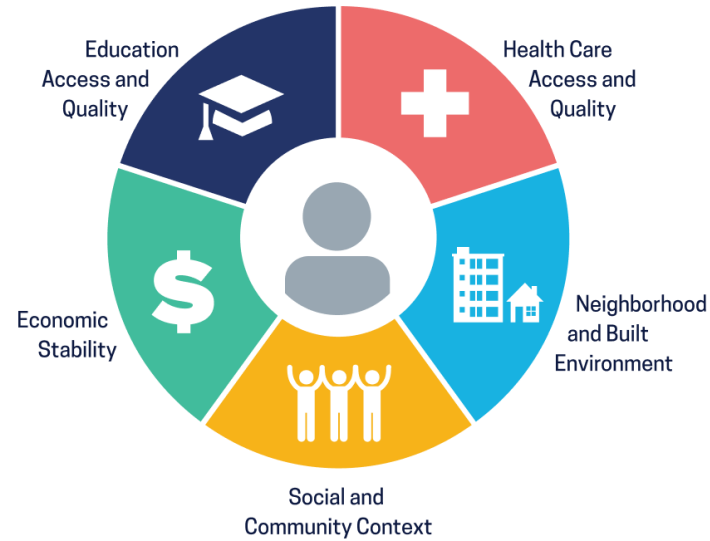 Education
Access and
Quality
Health Care
Access and
Quality
Economic
Stability
Neighborhood
and Built
Environment
Social and
Community Context